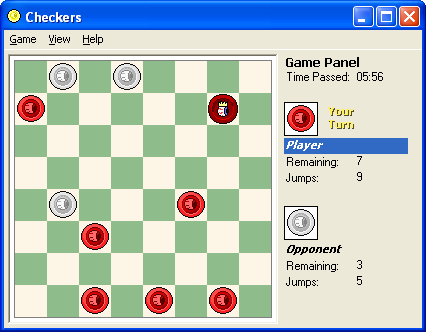 Checkers
Game View Help
Game Panel
Time Passed: 05:56
Your
Turn
Player
Remaining: 7
Jumps: 9
Opponent
Remaining: 3
Jumps: 5